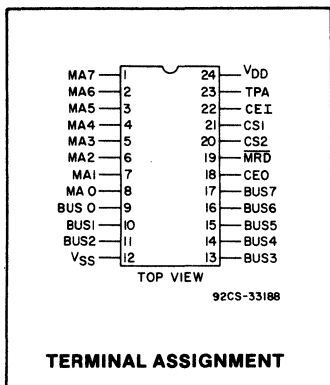 MA7 1 24 VDD
MA6 2 23 TPA
MA5 3 22 CEI
MA4 4 21 CS1
MA3 5 20 CS2
MA2 6 19 M̅R̅D̅
MA1 7 18 CEO
MA 0 8 17 BUS7
BUS 0 9 16 BUS6
BUS1 10 15 BUS5
BUS2 11 14 BUS4
VSS 12 13 BUS3
TOP VIEW
92CS-33188
TERMINAL ASSIGNMENT